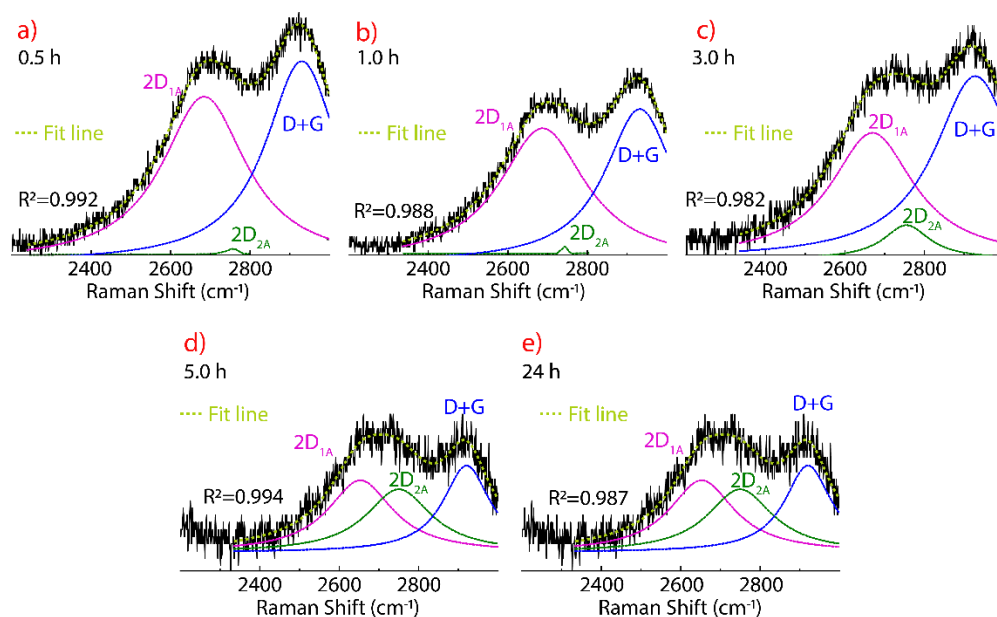 a)
0.5 h
2D1A
D+G
Fit line
R²=0.992
2D2A
2400 2600 2800
Raman Shift (cm⁻¹)
b)
1.0 h
2D1A
D+G
Fit line
R²=0.988
2D2A
2400 2600 2800
Raman Shift (cm⁻¹)
c)
3.0 h
2D1A
D+G
Fit line
R²=0.982
2D2A
2400 2600 2800
Raman Shift (cm⁻¹)
d)
5.0 h
D+G
Fit line
2D1A
2D2A
R²=0.994
2400 2600 2800
Raman Shift (cm⁻¹)
e)
24 h
D+G
Fit line
2D1A
2D2A
R²=0.987
2400 2600 2800
Raman Shift (cm⁻¹)